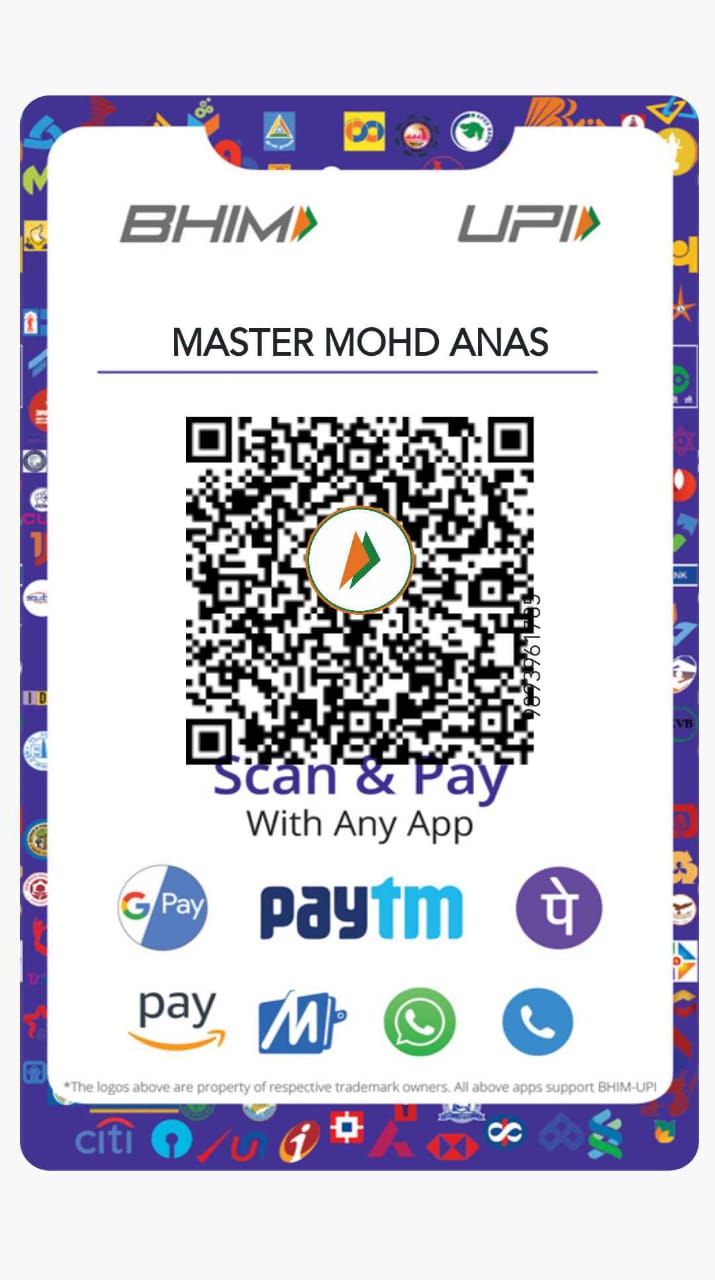 BHIM
UPI
MASTER MOHD ANAS
Scan & Pay
With Any App
G Pay
paytm
पे
pay
M
*The logos above are property of respective trademark owners. All above apps support BHIM-UPI
citi